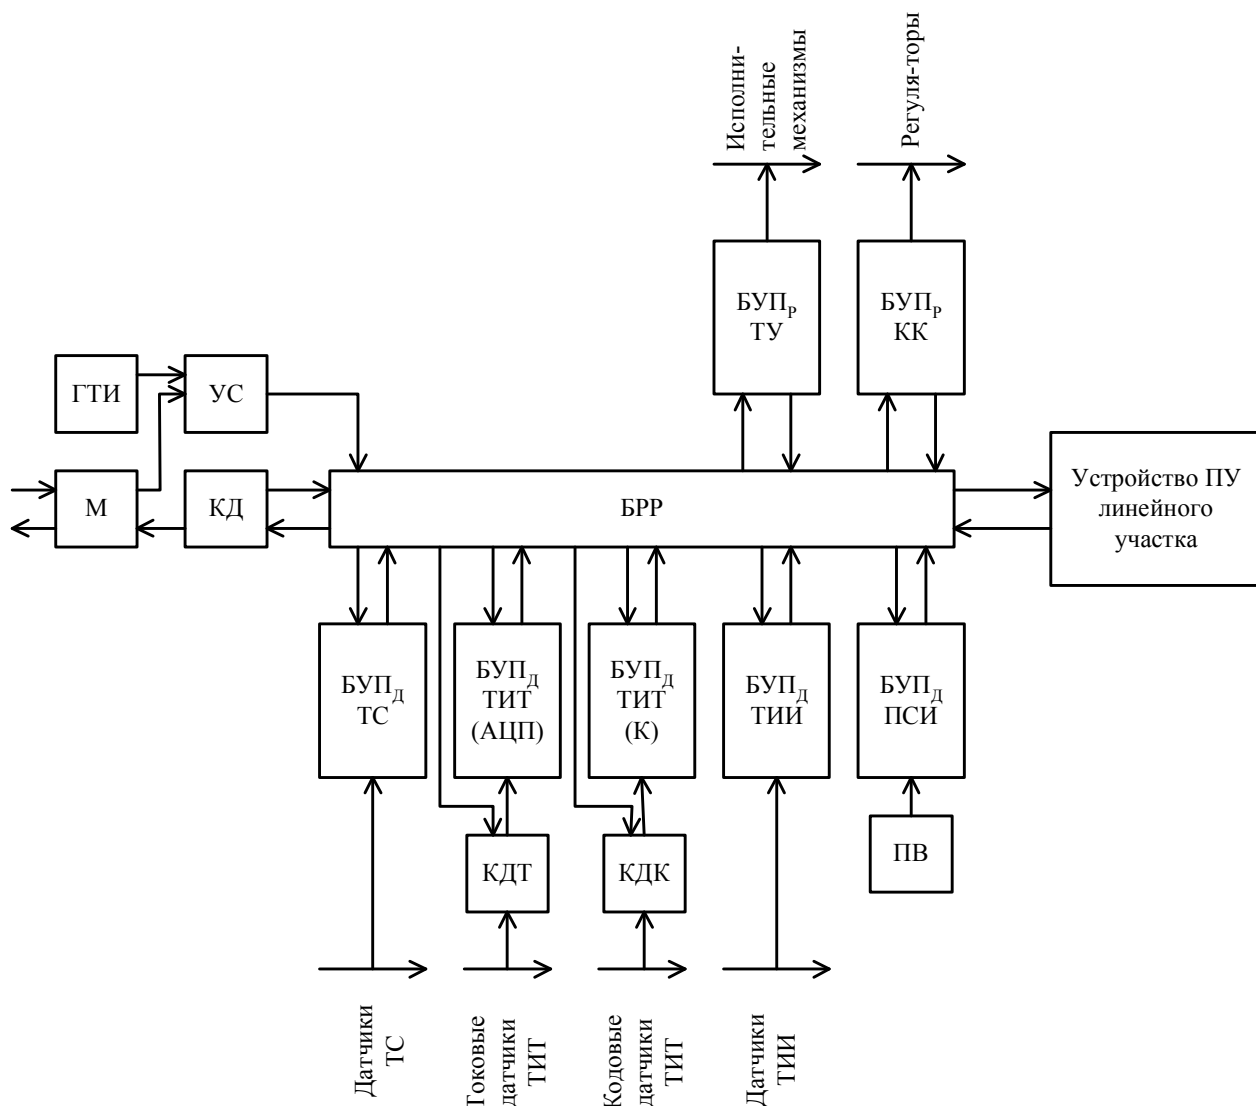 Исполни-
тельные
механизмы
Регуля-торы
БУПР
ТУ
БУПР
КК
ГТИ
УС
М
КД
БРР
Устройство ПУ
линейного
участка
БУПД
ТС
БУПД
ТИТ
(АЦП)
БУПД
ТИТ
(К)
БУПД
ТИИ
БУПД
ПСИ
КДТ
КДК
ПВ
Датчики
ТС
Токовые
датчики
ТИТ
Кодовые
датчики
ТИТ
Датчики
ТИИ